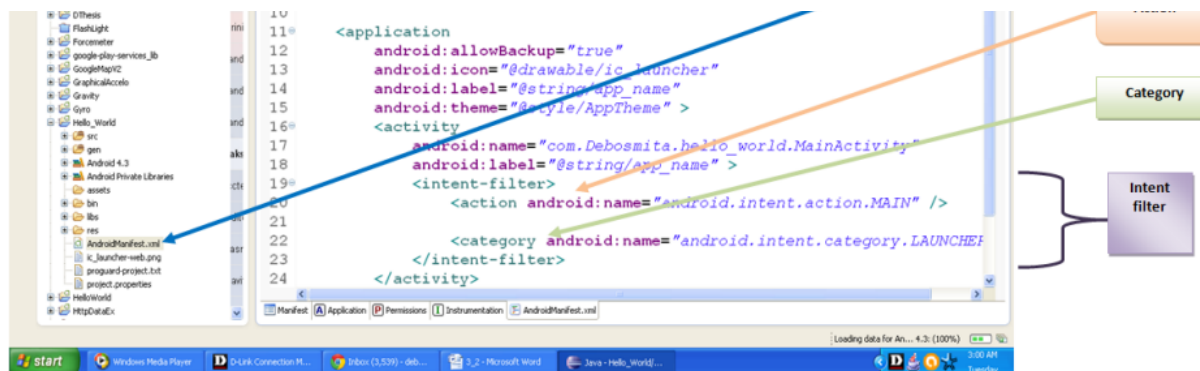 DThesis
FlashLight
Forcemeter
google-play-services_lib
GoogleMapV2
GraphicalAccelo
Gravity
Gyro
Hello_World
src
gen
Android 4.3
Android Private Libraries
assets
bin
libs
res
AndroidManifest.xml
ic_launcher-web.png
proguard-project.txt
project.properties
HelloWorld
HttpDataEx
10
11 <application
12 android:allowBackup="true"
13 android:icon="@drawable/ic_launcher"
14 android:label="@string/app_name"
15 android:theme="@style/AppTheme" >
16 <activity
17 android:name="com.Debosmita.hello_world.MainActivity"
18 android:label="@string/app_name" >
19 <intent-filter>
20 <action android:name="android.intent.action.MAIN" />
21
22 <category android:name="android.intent.category.LAUNCHER
23 </intent-filter>
24 </activity>
Manifest A Application P Permissions I Instrumentation AndroidManifest.xml
Category
Intent
filter
Loading data for An... 4.3: (100%)
start Windows Media Player D-Link Connection M... Inbox (3,539) - deb... 3_2 - Microsoft Word Java - Hello_World/... 3:00 AM
Tuesday